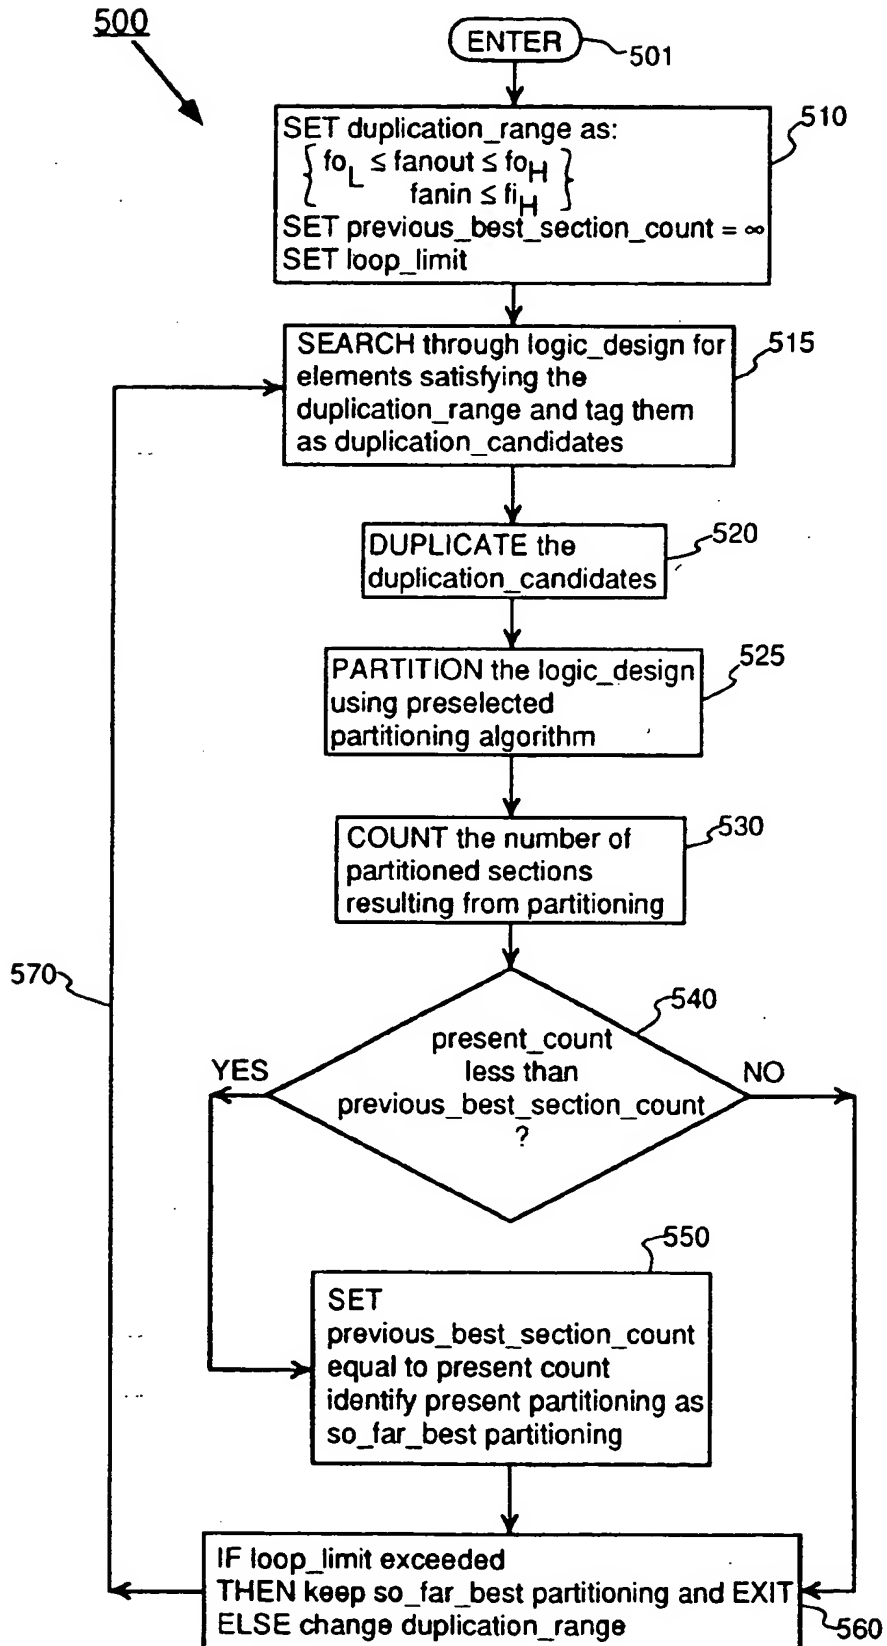 500
ENTER
501
510
SET duplication_range as:
{ fo_L ≤ fanout ≤ fo_H }
fanin ≤ fi_H
SET previous_best_section_count = ∞
SET loop_limit
515
SEARCH through logic_design for
elements satisfying the
duplication_range and tag them
as duplication_candidates
520
DUPLICATE the
duplication_candidates
525
PARTITION the logic_design
using preselected
partitioning algorithm
530
COUNT the number of
partitioned sections
resulting from partitioning
570
540
present_count
less than
previous_best_section_count
?
YES
NO
550
SET
previous_best_section_count
equal to present count
identify present partitioning as
so_far_best partitioning
IF loop_limit exceeded
THEN keep so_far_best partitioning and EXIT
ELSE change duplication_range
560